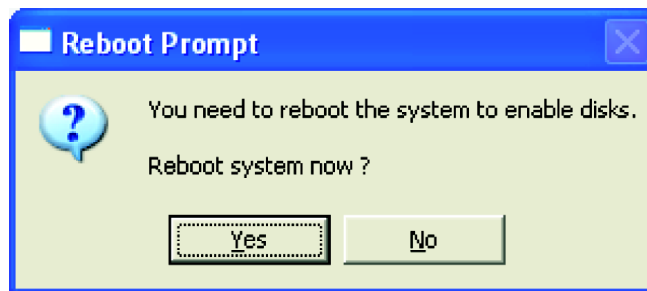 Reboot Prompt
You need to reboot the system to enable disks.
Reboot system now ?
Yes
No